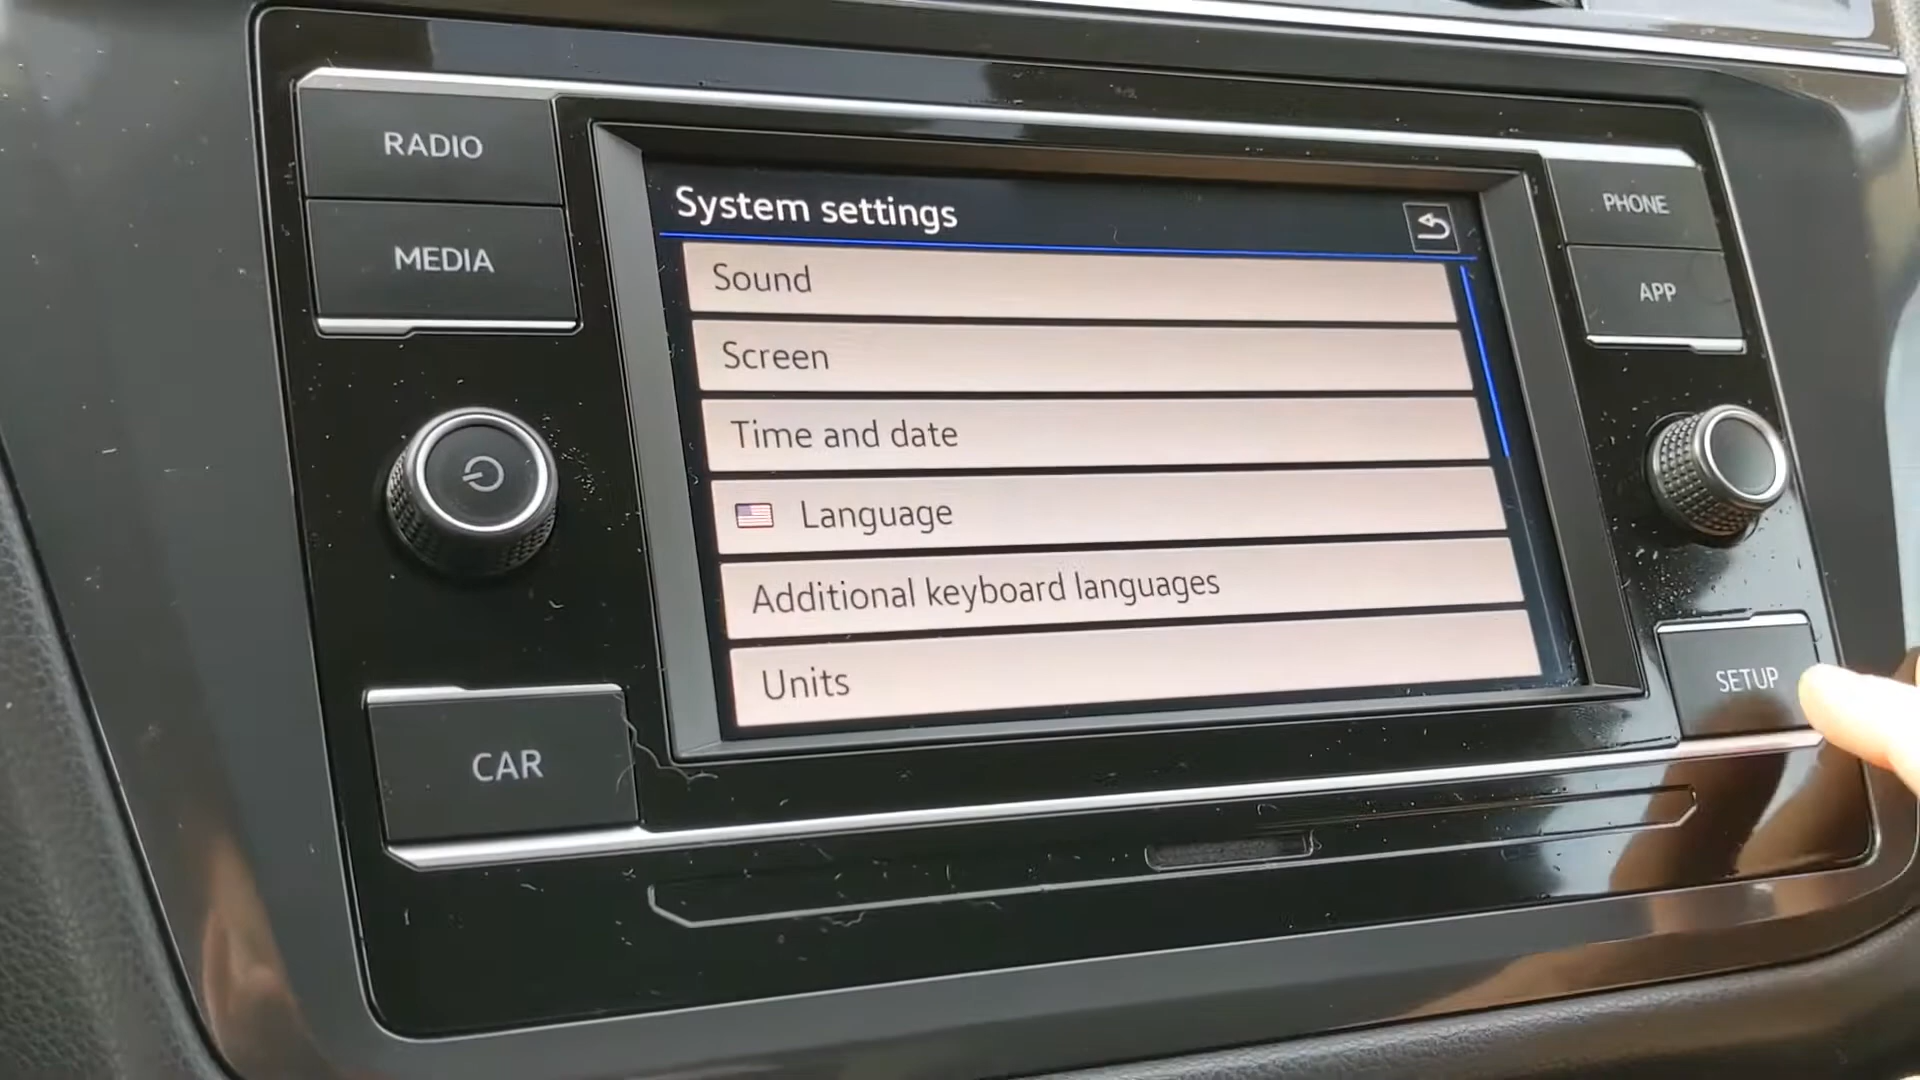 RADIO
MEDIA
CAR
System settings
Sound
Screen
Time and date
Language
Additional keyboard languages
Units
PHONE
APP
SETUP